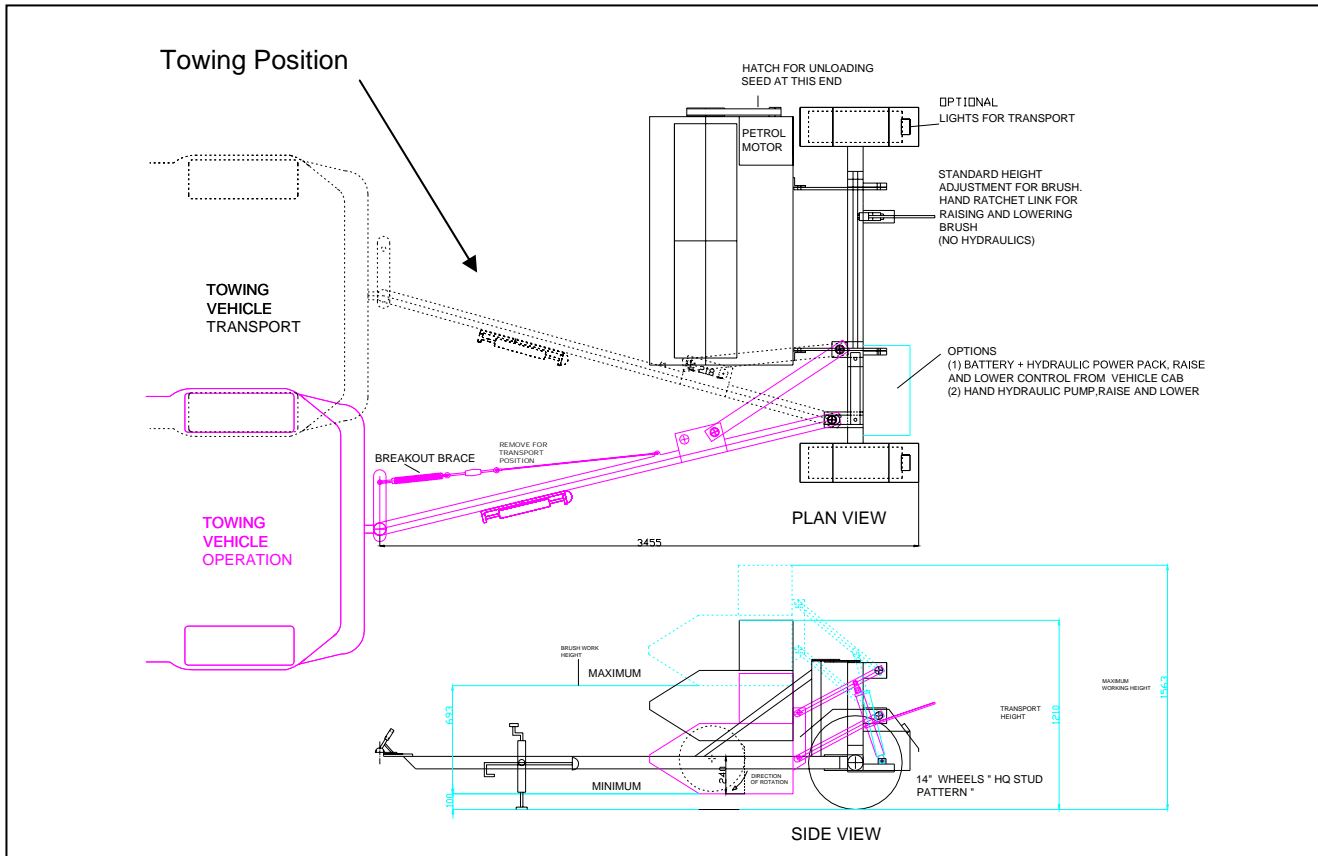 Towing Position
HATCH FOR UNLOADING
SEED AT THIS END
PETROL
MOTOR
OPTIONAL
LIGHTS FOR TRANSPORT
STANDARD HEIGHT
ADJUSTMENT FOR BRUSH.
HAND RATCHET LINK FOR
RAISING AND LOWERING
BRUSH
(NO HYDRAULICS)
TOWING
VEHICLE
TRANSPORT
OPTIONS
(1) BATTERY + HYDRAULIC POWER PACK, RAISE
AND LOWER CONTROL FROM VEHICLE CAB
(2) HAND HYDRAULIC PUMP,RAISE AND LOWER
REMOVE FOR
TRANSPORT
POSITION
BREAKOUT BRACE
TOWING
VEHICLE
OPERATION
PLAN VIEW
3455
BRUSH WORK
HEIGHT
MAXIMUM
693
MINIMUM
100
240
DIRECTION
OF ROTATION
MAXIMUM
WORKING HEIGHT
1563
TRANSPORT
HEIGHT
1210
14" WHEELS " HQ STUD
PATTERN "
SIDE VIEW